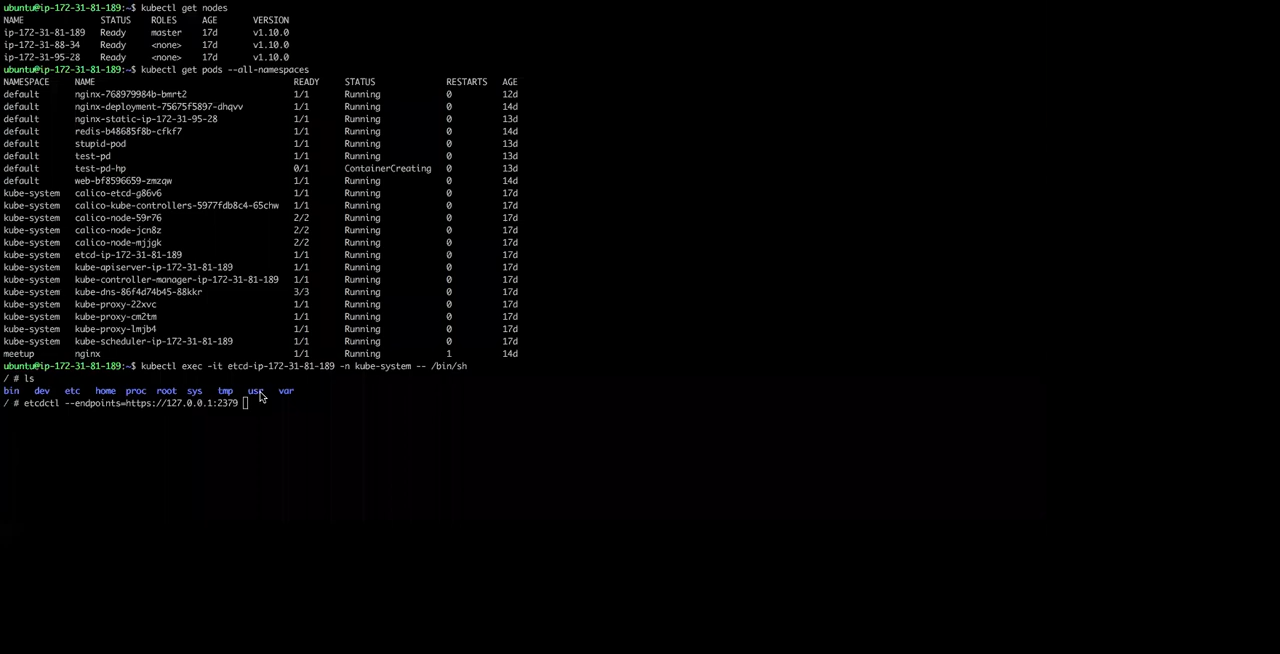 ubuntu@ip-172-31-81-189:~$ kubectl get nodes
NAME STATUS ROLES AGE VERSION
ip-172-31-81-189 Ready master 17d v1.10.0
ip-172-31-88-34 Ready <none> 17d v1.10.0
ip-172-31-95-28 Ready <none> 17d v1.10.0
ubuntu@ip-172-31-81-189:~$ kubectl get pods --all-namespaces
NAMESPACE NAME READY STATUS RESTARTS AGE
default nginx-768979984b-bmrt2 1/1 Running 0 12d
default nginx-deployment-75675f5897-dhqvv 1/1 Running 0 14d
default nginx-static-ip-172-31-95-28 1/1 Running 0 13d
default redis-b48685f8b-cfkf7 1/1 Running 0 14d
default stupid-pod 1/1 Running 0 13d
default test-pd 1/1 Running 0 13d
default test-pd-hp 0/1 ContainerCreating 0 13d
default web-bf8596659-zmzqw 1/1 Running 0 14d
kube-system calico-etcd-g86v6 1/1 Running 0 17d
kube-system calico-kube-controllers-5977fdb8c4-65chw 1/1 Running 0 17d
kube-system calico-node-59r76 2/2 Running 0 17d
kube-system calico-node-jcn8z 2/2 Running 0 17d
kube-system calico-node-mjjgk 2/2 Running 0 17d
kube-system etcd-ip-172-31-81-189 1/1 Running 0 17d
kube-system kube-apiserver-ip-172-31-81-189 1/1 Running 0 17d
kube-system kube-controller-manager-ip-172-31-81-189 1/1 Running 0 17d
kube-system kube-dns-86f4d74b45-88kkr 3/3 Running 0 17d
kube-system kube-proxy-22xvc 1/1 Running 0 17d
kube-system kube-proxy-cm2tm 1/1 Running 0 17d
kube-system kube-proxy-lmjb4 1/1 Running 0 17d
kube-system kube-scheduler-ip-172-31-81-189 1/1 Running 0 17d
meetup nginx 1/1 Running 1 14d
ubuntu@ip-172-31-81-189:~$ kubectl exec -it etcd-ip-172-31-81-189 -n kube-system -- /bin/sh
/ # ls
bin dev etc home proc root sys tmp usr var
/ # etcdctl --endpoints=https://127.0.0.1:2379